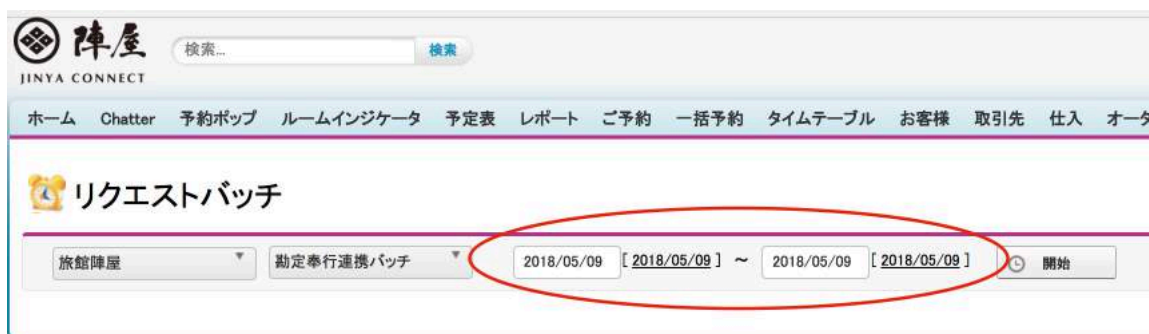 陣屋
JINYA CONNECT
検索... 検索
ホーム Chatter 予約ポップ ルームインジケータ 予定表 レポート ご予約 一括予約 タイムテーブル お客様 取引先 仕入 オーダ
リクエストバッチ
旅館陣屋 勘定奉行連携バッチ 2018/05/09 [ 2018/05/09 ] ~ 2018/05/09 [ 2018/05/09 ] 開始